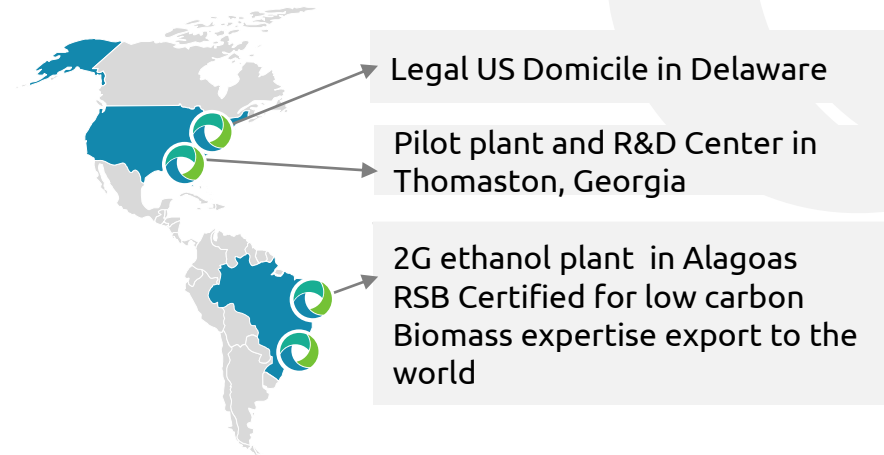 Legal US Domicile in Delaware
Pilot plant and R&D Center in
Thomaston, Georgia
2G ethanol plant  in Alagoas
RSB Certified for low carbon
Biomass expertise export to the
world